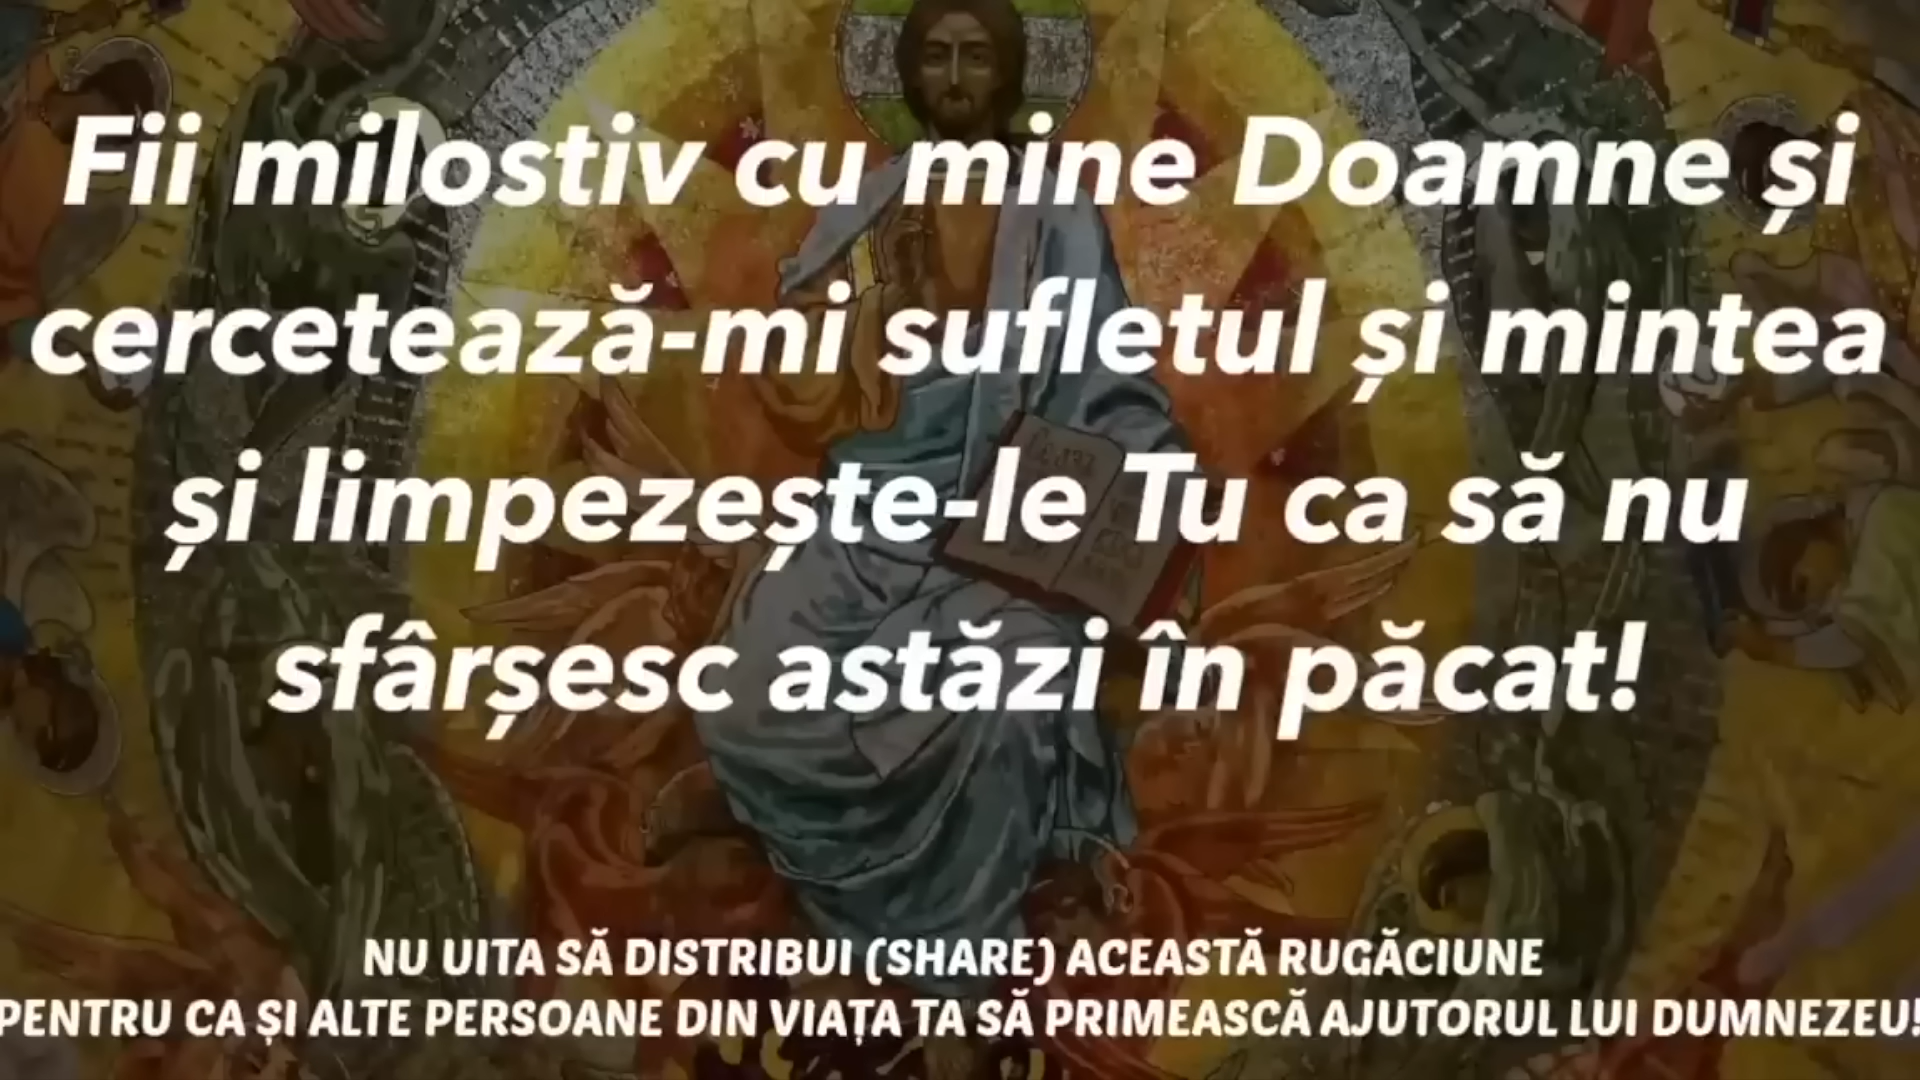 Fii milostiv cu mine Doamne și
cercetează-mi sufletul și mintea
și limpezește-le Tu ca să nu
sfârșesc astăzi în păcat!
NU UITA SĂ DISTRIBUI (SHARE) ACEASTĂ RUGĂCIUNE
PENTRU CA ȘI ALTE PERSOANE DIN VIAȚA TA SĂ PRIMEASCĂ AJUTORUL LUI DUMNEZEU!